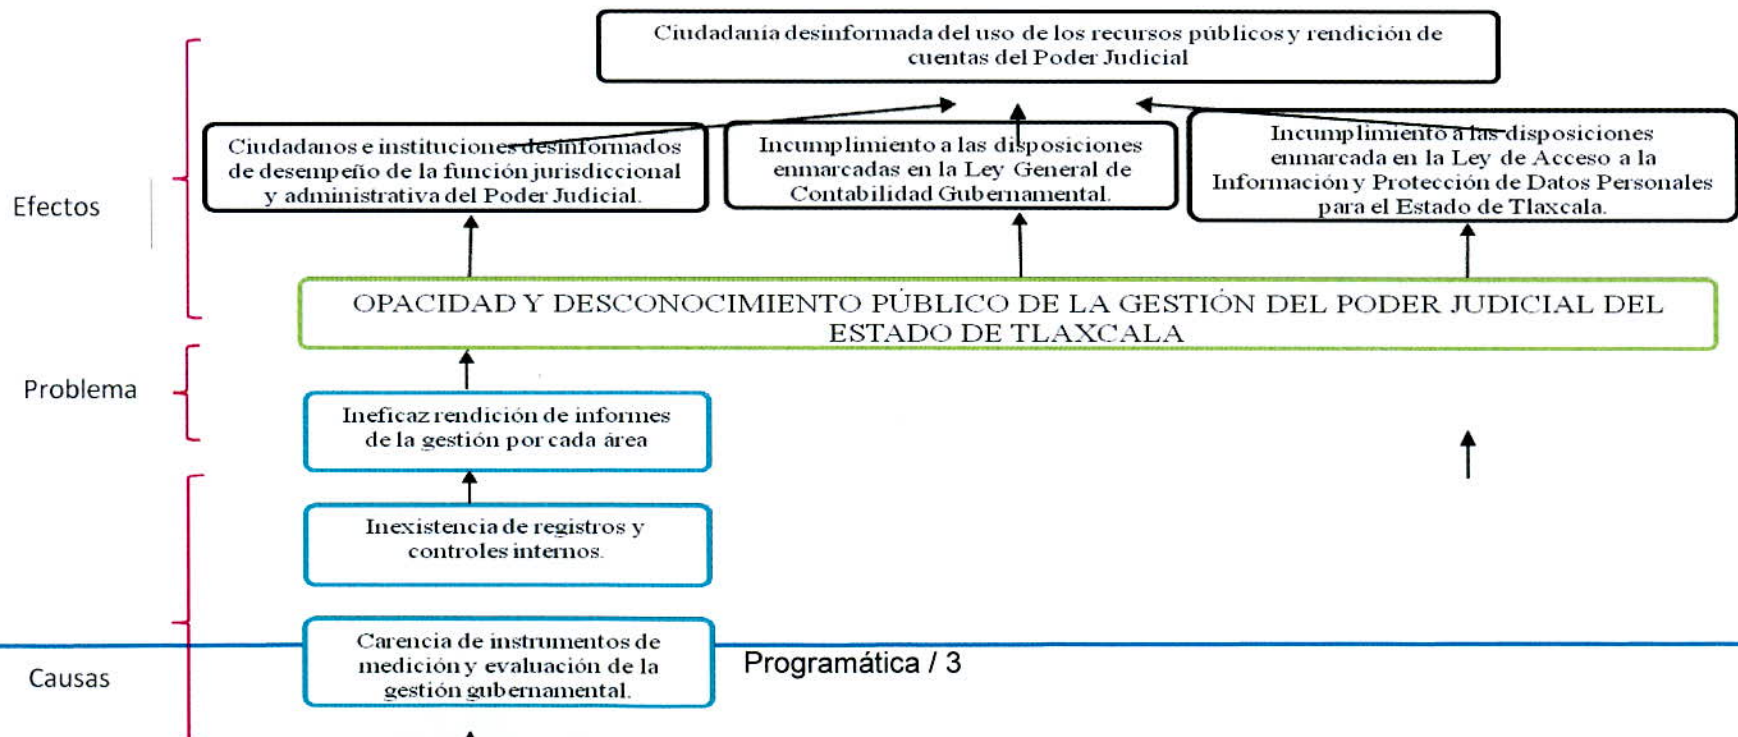 Ciudadanía desinformada del uso de los recursos públicos y rendición de
cuentas del Poder Judicial
Ciudadanos e instituciones desinformados
de desempeño de la función jurisdiccional
y administrativa del Poder Judicial.
Incumplimiento a las disposiciones
enmarcadas en la Ley General de
Contabilidad Gubernamental.
Incumplimiento a las disposiciones
enmarcada en la Ley de Acceso a la
Información y Protección de Datos Personales
para el Estado de Tlaxcala.
Efectos
OPACIDAD Y DESCONOCIMIENTO PÚBLICO DE LA GESTIÓN DEL PODER JUDICIAL DEL
ESTADO DE TLAXCALA
Problema
Ineficaz rendición de informes
de la gestión por cada área
Inexistencia de registros y
controles internos.
Causas
Carencia de instrumentos de
medición y evaluación de la
gestión gubernamental.
Programática / 3